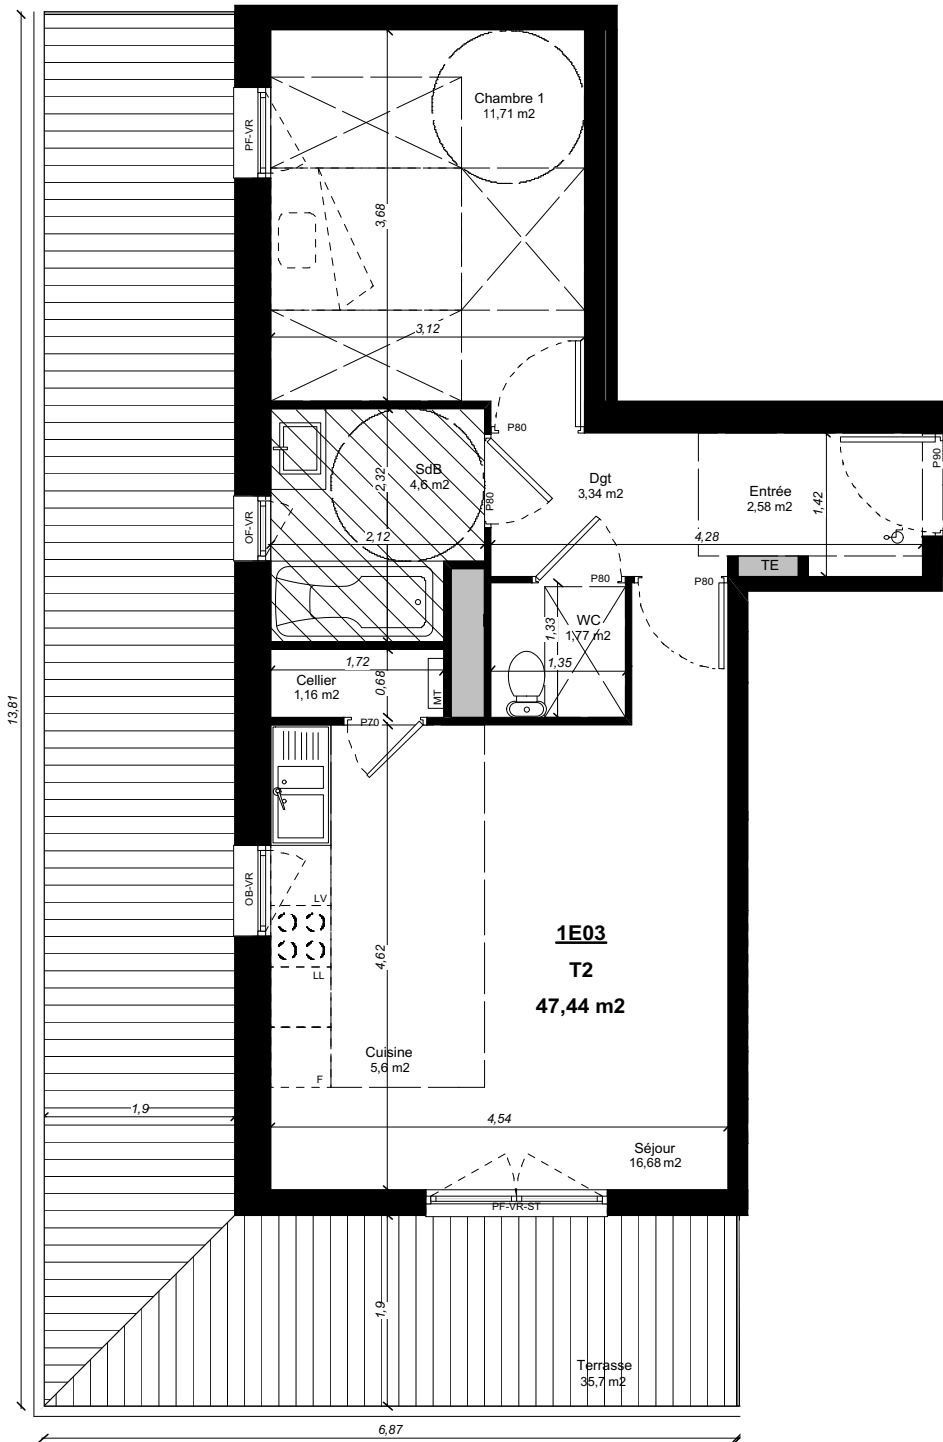 Chambre 1
11,71 m2
PF-VR
3,68
3,12
P80
SdB
4,6 m2
2,32
P80
Dgt
3,34 m2
Entrée
2,58 m2
1,42
P90
OF-VR
2,12
4,28
TE
P80
P80
WC
1,77 m2
1,33
1,35
1,72
Cellier
1,16 m2
0,68
MT
P70
13,81
OB-VR
LV
LL
F
4,62
1E03
T2
47,44 m2
Cuisine
5,6 m2
1,9
4,54
Séjour
16,68 m2
PF-VR-ST
1,9
Terrasse
35,7 m2
6,87